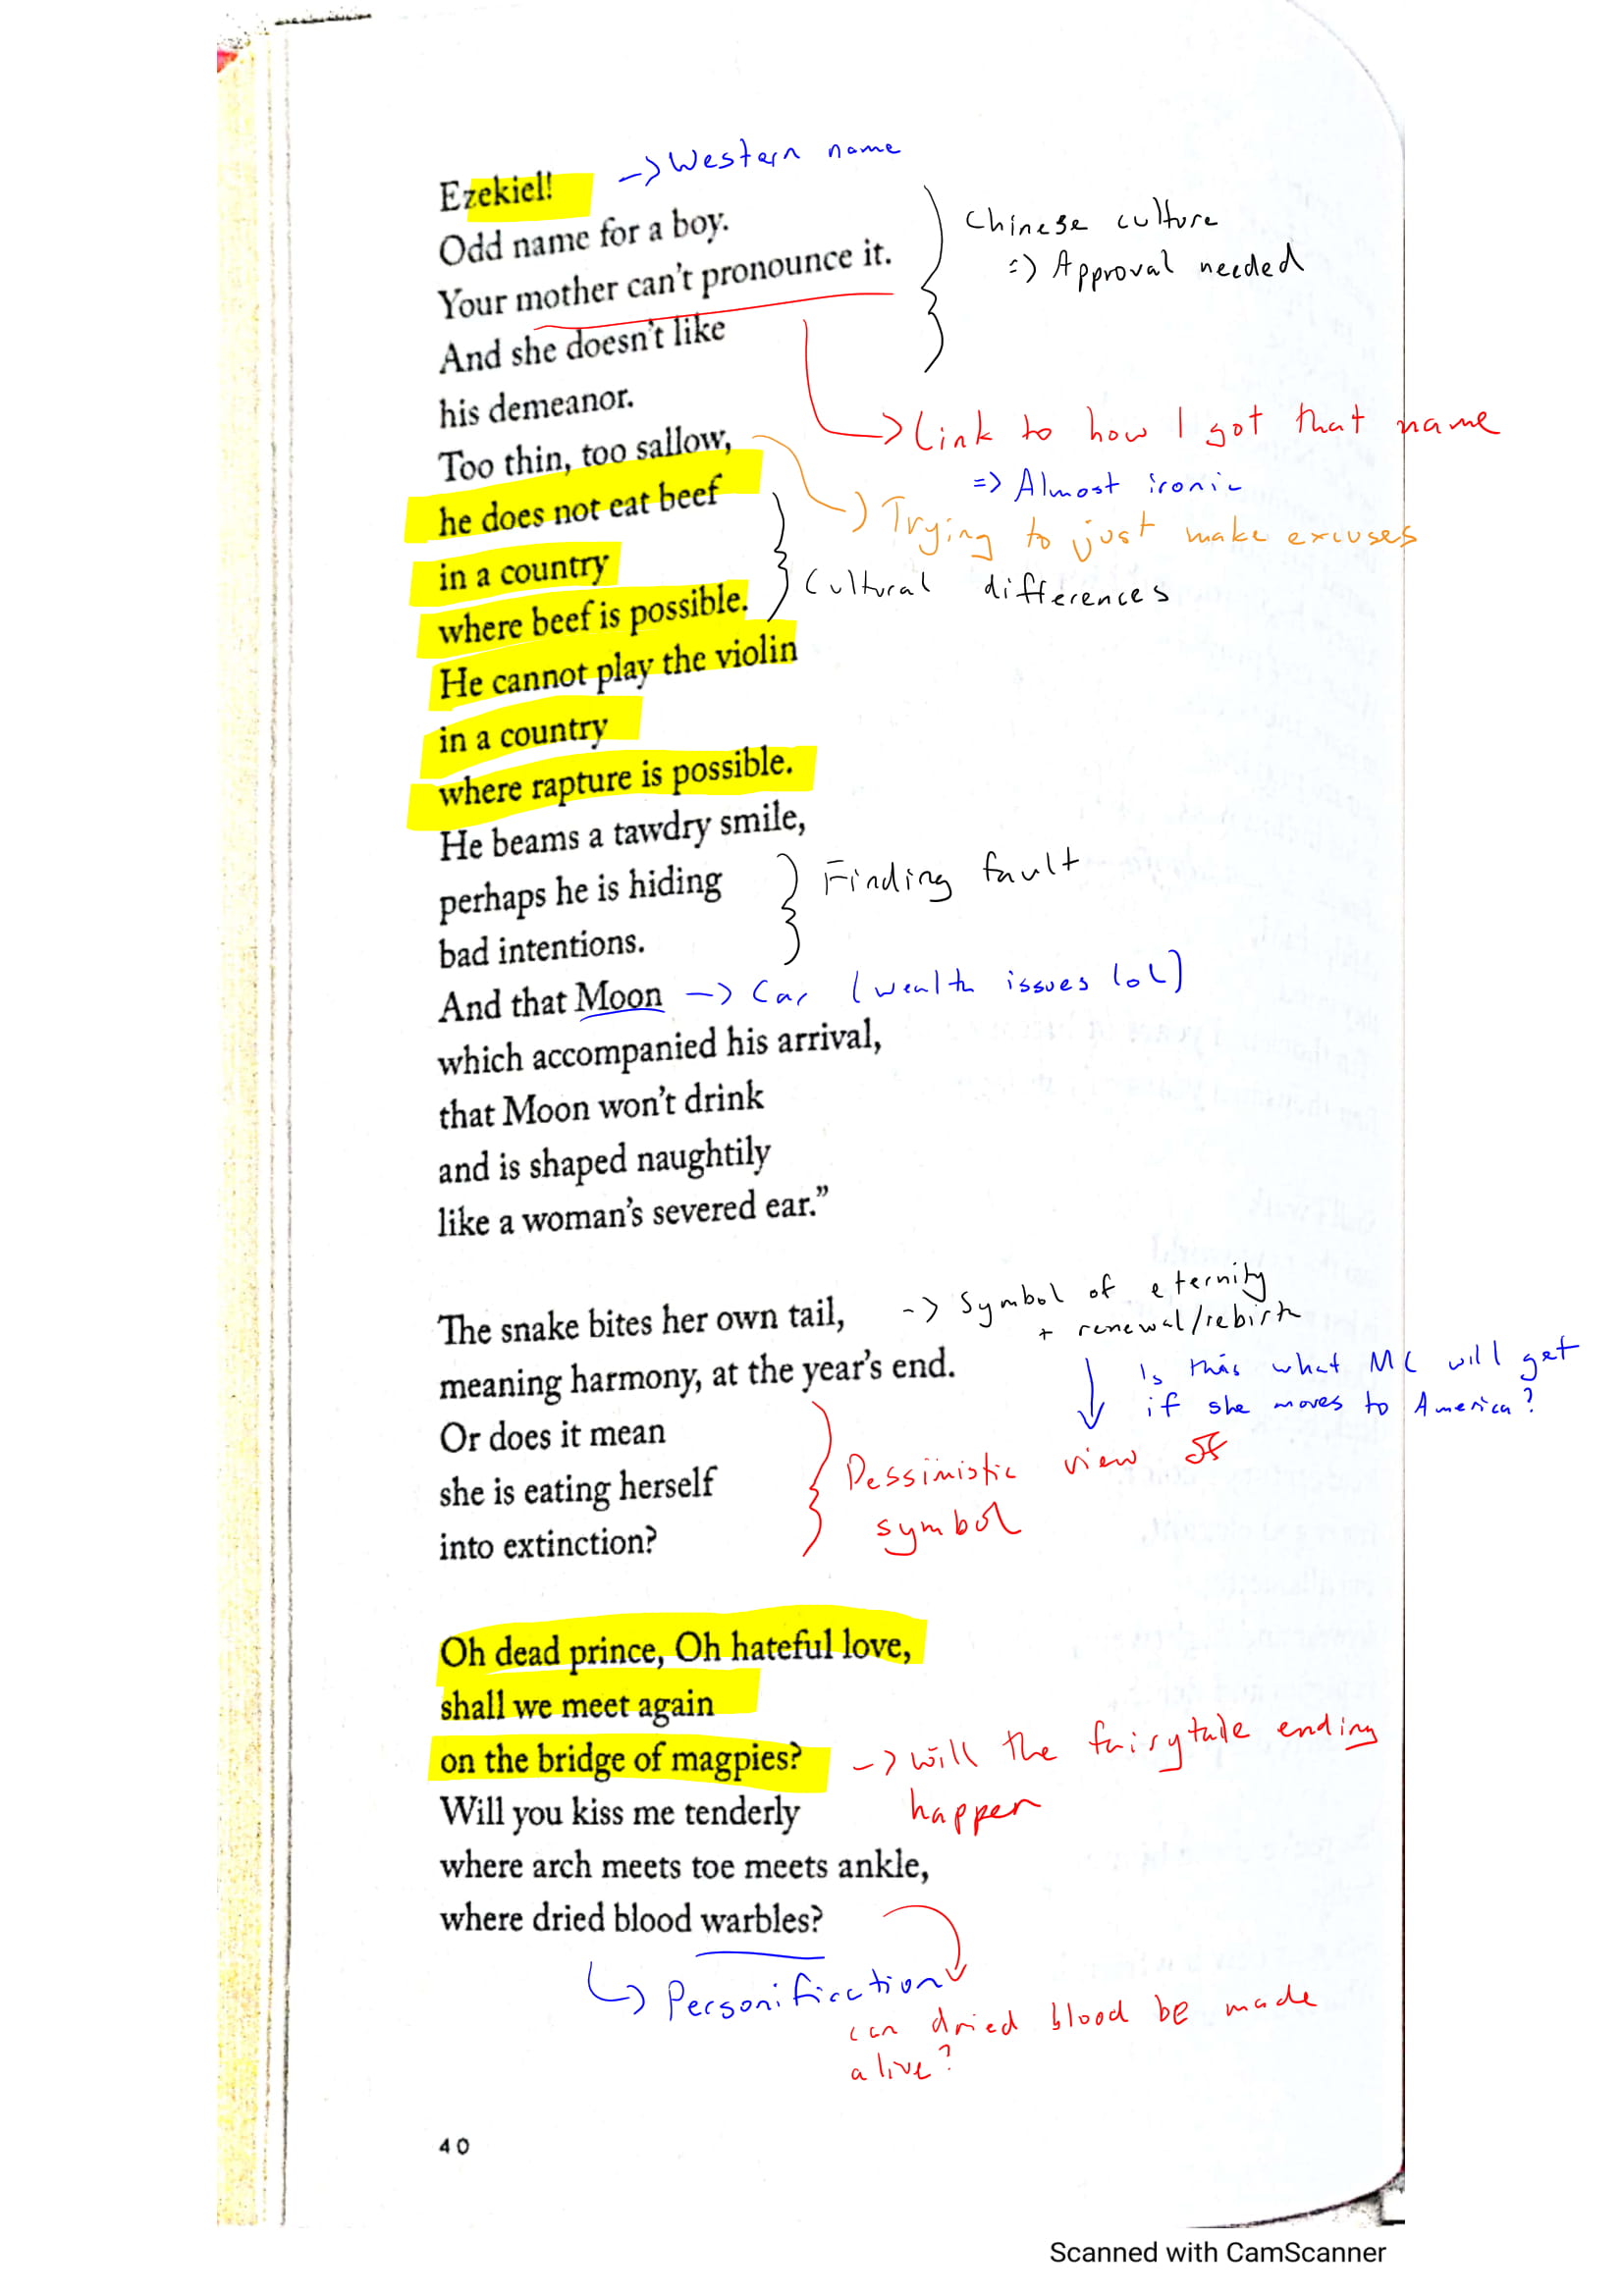 Ezekiel! -> Western name
Odd name for a boy.
Your mother can't pronounce it.
Chinese culture
=> Approval needed
And she doesn't like
his demeanor.
-> Link to how I got that name
=> Almost ironic
Too thin, too sallow,
-> Trying to just make excuses
he does not eat beef
in a country
where beef is possible.
Cultural differences
He cannot play the violin
in a country
where rapture is possible.
He beams a tawdry smile,
perhaps he is hiding
bad intentions.
Finding fault
And that Moon -> Car (wealth issues lol)
which accompanied his arrival,
that Moon won't drink
and is shaped naughtily
like a woman's severed ear.”
The snake bites her own tail, -> Symbol of eternity
+ renewal/rebirth
meaning harmony, at the year's end.
Is this what MC will get
if she moves to America?
Or does it mean
she is eating herself
into extinction?
Pessimistic view of
symbol
Oh dead prince, Oh hateful love,
shall we meet again
on the bridge of magpies? -> Will the fairytale ending
happen
Will you kiss me tenderly
where arch meets toe meets ankle,
where dried blood warbles?
Personification
can dried blood be made
alive?
40
Scanned with CamScanner